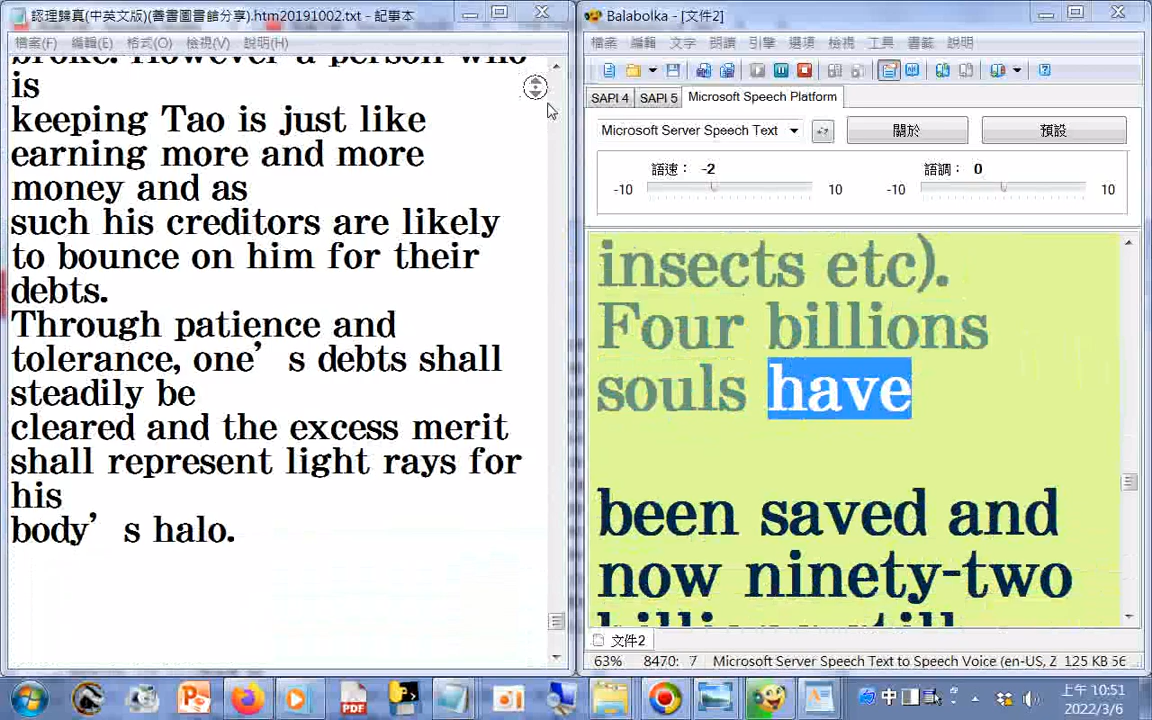 認理歸真(中英文版)(善書圖書館分享).htm20191002.txt - 記事本
檔案(F) 編輯(E) 格式(O) 檢視(V) 說明(H)
broke. However a person who
is
keeping Tao is just like
earning more and more
money and as
such his creditors are likely
to bounce on him for their
debts.
Through patience and
tolerance, one’s debts shall
steadily be
cleared and the excess merit
shall represent light rays for
his
body’s halo.
Balabolka - [文件2]
檔案 編輯 文字 朗讀 引擎 選項 檢視 工具 書籤 說明
SAPI 4 SAPI 5 Microsoft Speech Platform
Microsoft Server Speech Text 關於 預設
語速： -2 語調： 0
-10 10 -10 10
insects etc).
Four billions
souls have
been saved and
now ninety-two
billions still
文件2
63% 8470: 7 Microsoft Server Speech Text to Speech Voice (en-US, Z 125 KB 56
PDF 中 上午 10:51
2022/3/6